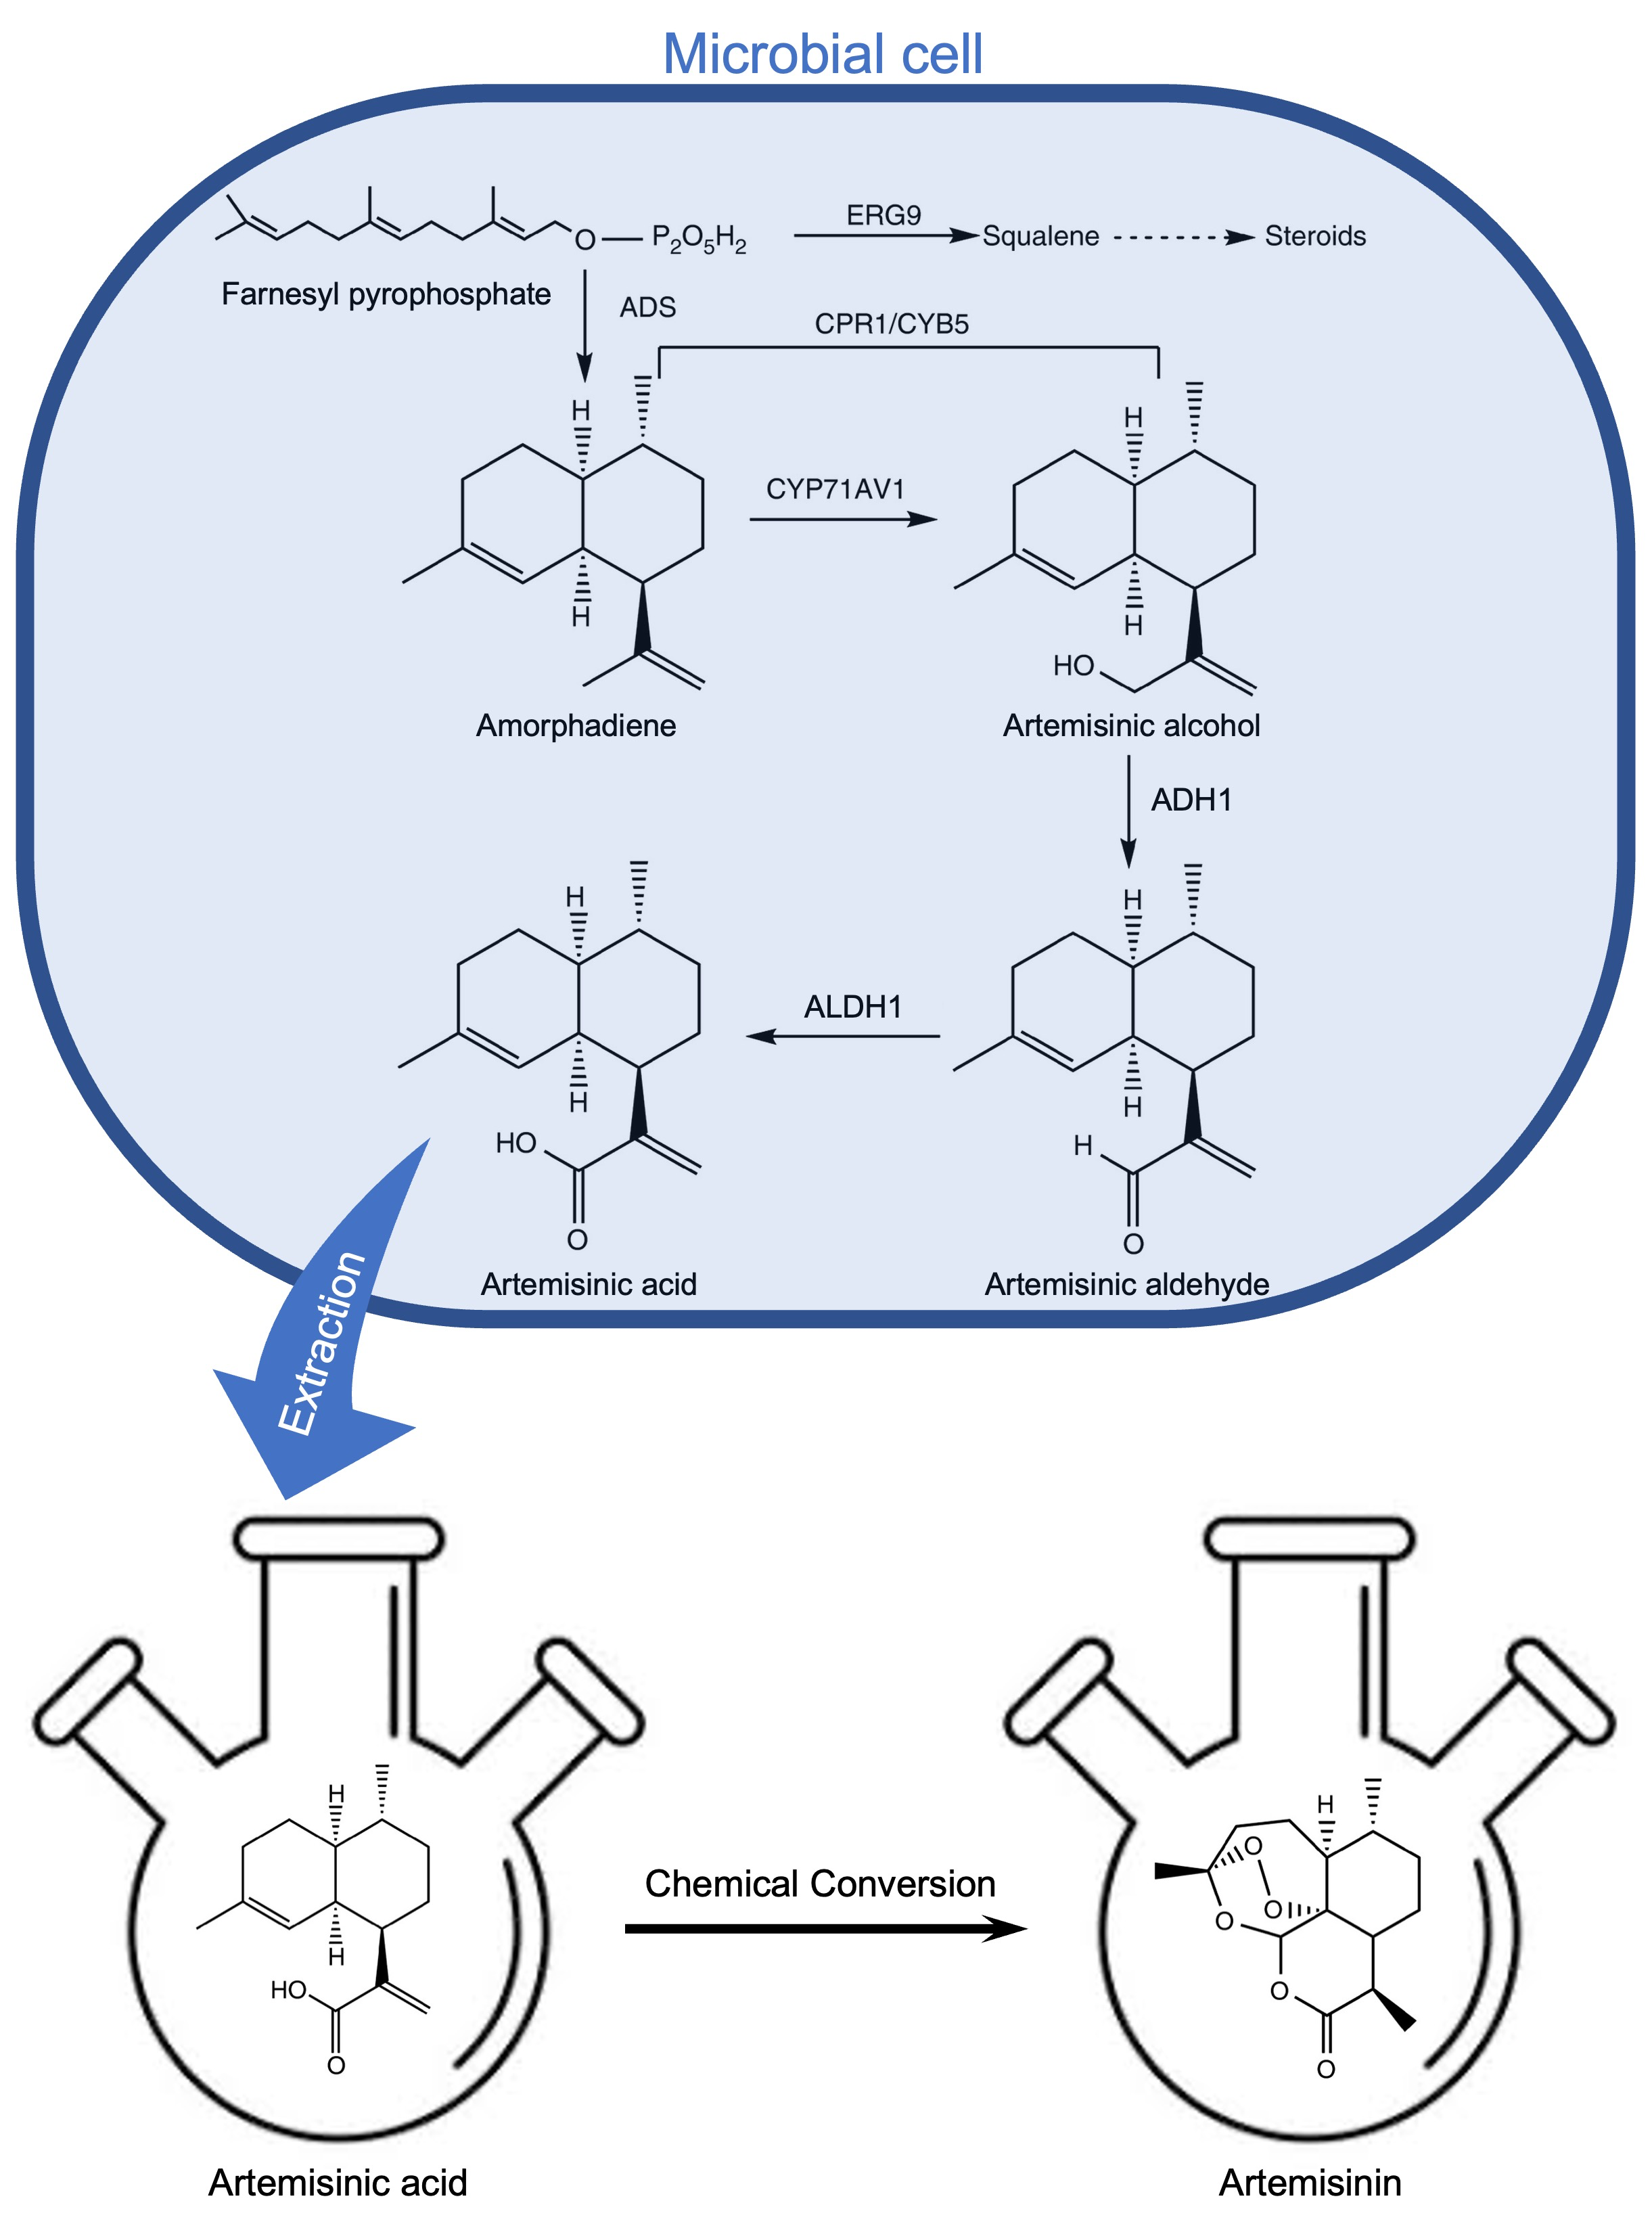 Microbial cell
O P₂O₅H₂
ERG9
Squalene
Steroids
Farnesyl pyrophosphate
ADS
CPR1/CYB5
H
H
CYP71AV1
H
H
HO
Amorphadiene
Artemisinic alcohol
ADH1
H
H
ALDH1
H
H
HO
H
O
O
Artemisinic acid
Artemisinic aldehyde
Extraction
H
H
HO
O
Chemical Conversion
H
O
O
O
O
O
Artemisinic acid
Artemisinin